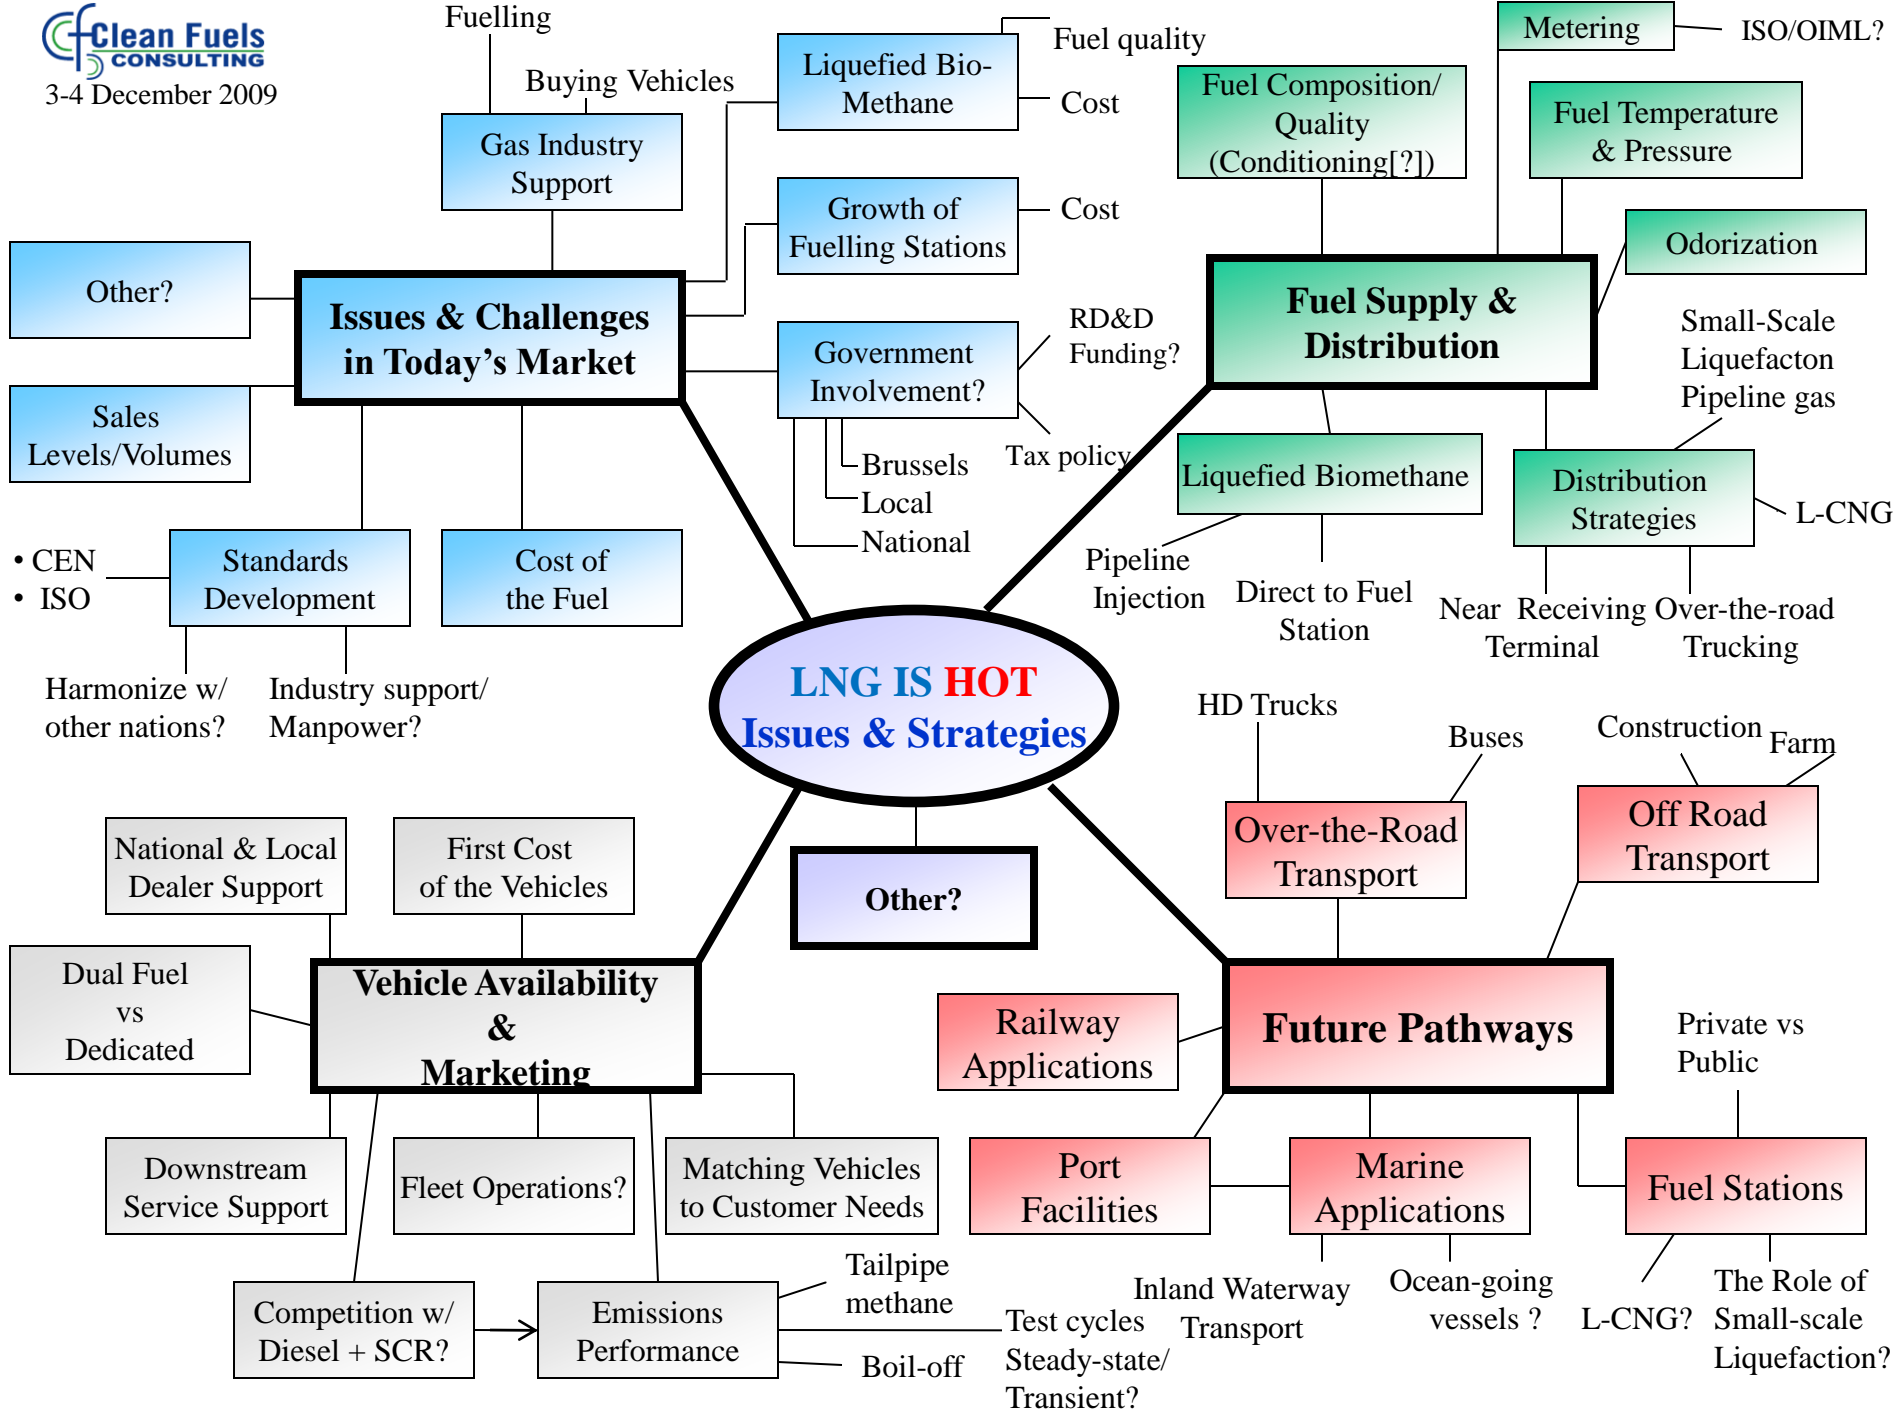 Clean Fuels
CONSULTING
3-4 December 2009
Fuelling
Buying Vehicles
Gas Industry
Support
Other?
Issues & Challenges
in Today's Market
Sales
Levels/Volumes
• CEN
• ISO
Standards
Development
Cost of
the Fuel
Harmonize w/
other nations?
Industry support/
Manpower?
Liquefied Bio-
Methane
Fuel quality
Cost
Growth of
Fuelling Stations
Cost
Government
Involvement?
RD&D
Funding?
Tax policy
Brussels
Local
National
Metering
ISO/OIML?
Fuel Composition/
Quality
(Conditioning[?])
Fuel Temperature
& Pressure
Odorization
Fuel Supply &
Distribution
Small-Scale
Liquefacton
Pipeline gas
Liquefied Biomethane
Distribution
Strategies
L-CNG
Pipeline
Injection
Direct to Fuel
Station
Near Receiving
Terminal
Over-the-road
Trucking
LNG IS HOT
Issues & Strategies
Other?
National & Local
Dealer Support
First Cost
of the Vehicles
Dual Fuel
vs
Dedicated
Vehicle Availability
&
Marketing
Downstream
Service Support
Fleet Operations?
Matching Vehicles
to Customer Needs
Competition w/
Diesel + SCR?
Emissions
Performance
Tailpipe
methane
Test cycles
Steady-state/
Transient?
Boil-off
HD Trucks
Buses
Construction
Farm
Over-the-Road
Transport
Off Road
Transport
Railway
Applications
Future Pathways
Private vs
Public
Port
Facilities
Marine
Applications
Fuel Stations
Inland Waterway
Transport
Ocean-going
vessels ?
L-CNG?
The Role of
Small-scale
Liquefaction?